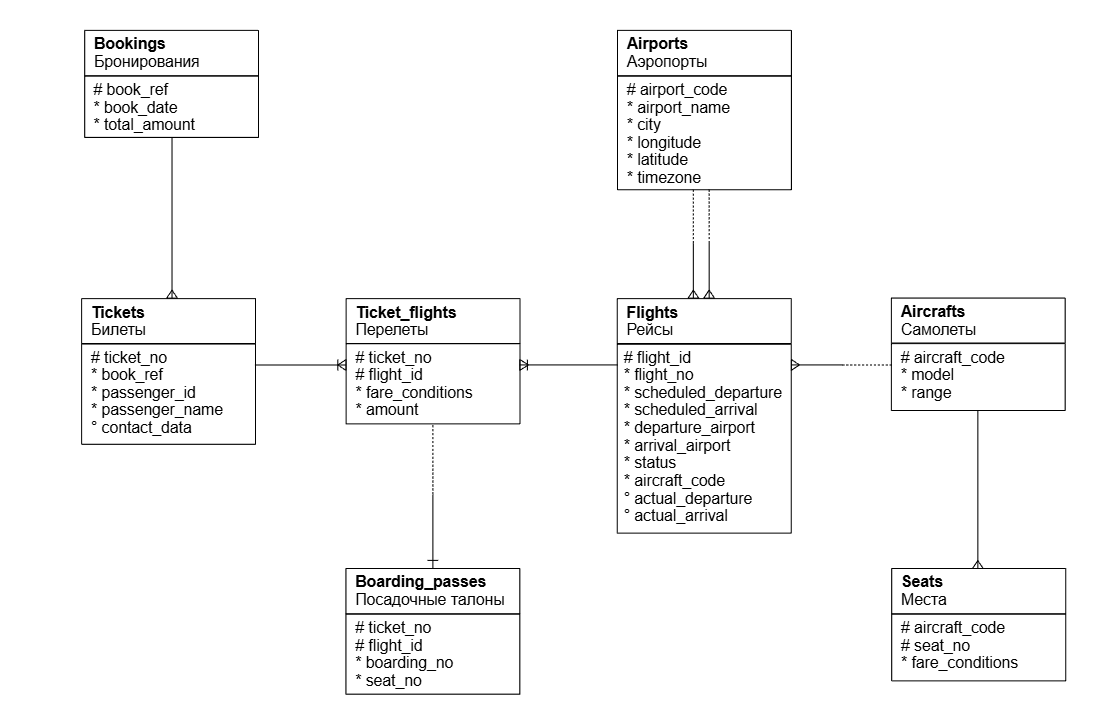 Bookings
Бронирования
# book_ref
* book_date
* total_amount
Airports
Аэропорты
# airport_code
* airport_name
* city
* longitude
* latitude
* timezone
Tickets
Билеты
# ticket_no
* book_ref
* passenger_id
* passenger_name
° contact_data
Ticket_flights
Перелеты
# ticket_no
# flight_id
* fare_conditions
* amount
Flights
Рейсы
# flight_id
* flight_no
* scheduled_departure
* scheduled_arrival
* departure_airport
* arrival_airport
* status
* aircraft_code
° actual_departure
° actual_arrival
Aircrafts
Самолеты
# aircraft_code
* model
* range
Boarding_passes
Посадочные талоны
# ticket_no
# flight_id
* boarding_no
* seat_no
Seats
Места
# aircraft_code
# seat_no
* fare_conditions